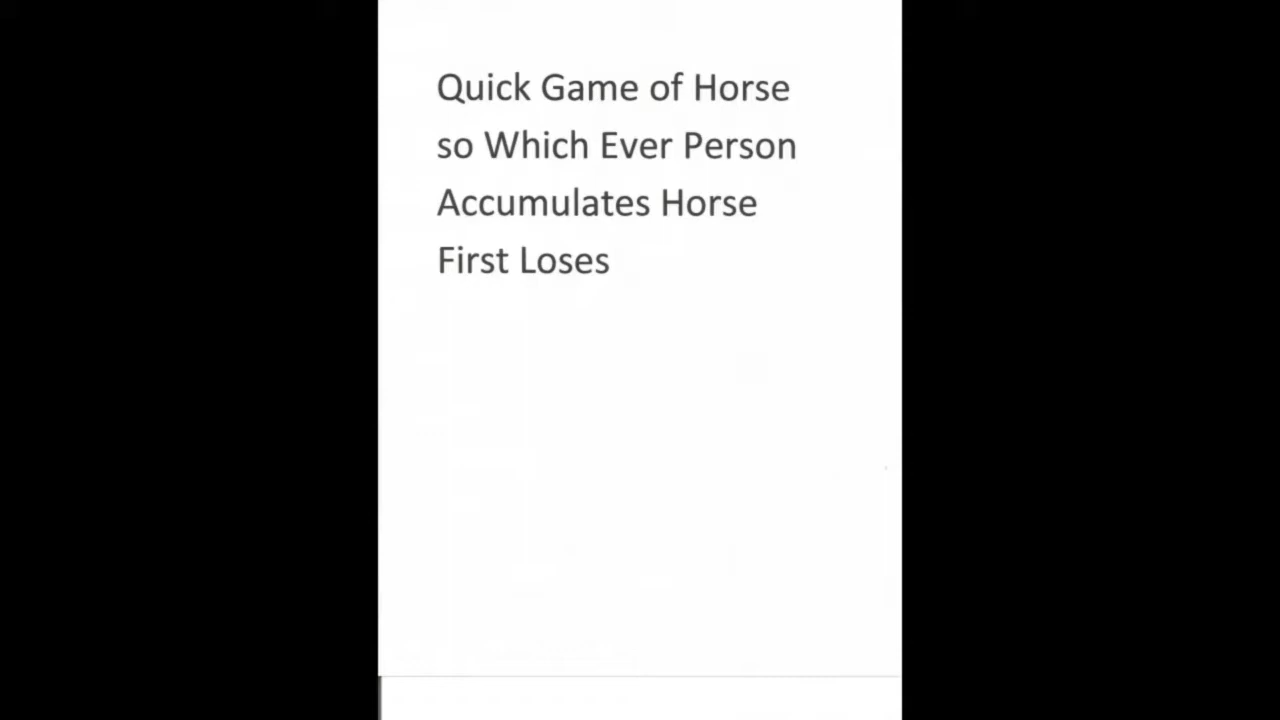 Quick Game of Horse
so Which Ever Person
Accumulates Horse
First Loses